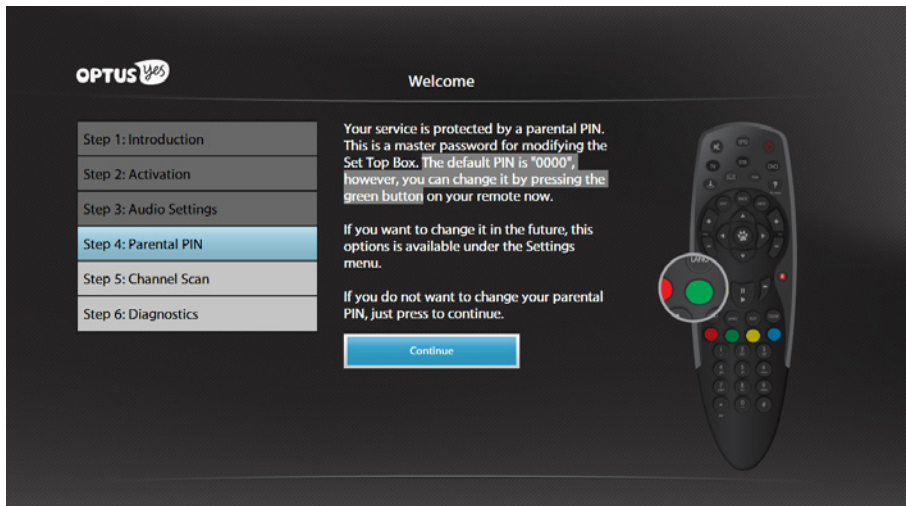 OPTUS yes
Welcome
Step 1: Introduction
Step 2: Activation
Step 3: Audio Settings
Step 4: Parental PIN
Step 5: Channel Scan
Step 6: Diagnostics
Your service is protected by a parental PIN.
This is a master password for modifying the
Set Top Box. The default PIN is "0000",
however, you can change it by pressing the
green button on your remote now.
If you want to change it in the future, this
options is available under the Settings
menu.
If you do not want to change your parental
PIN, just press to continue.
Continue